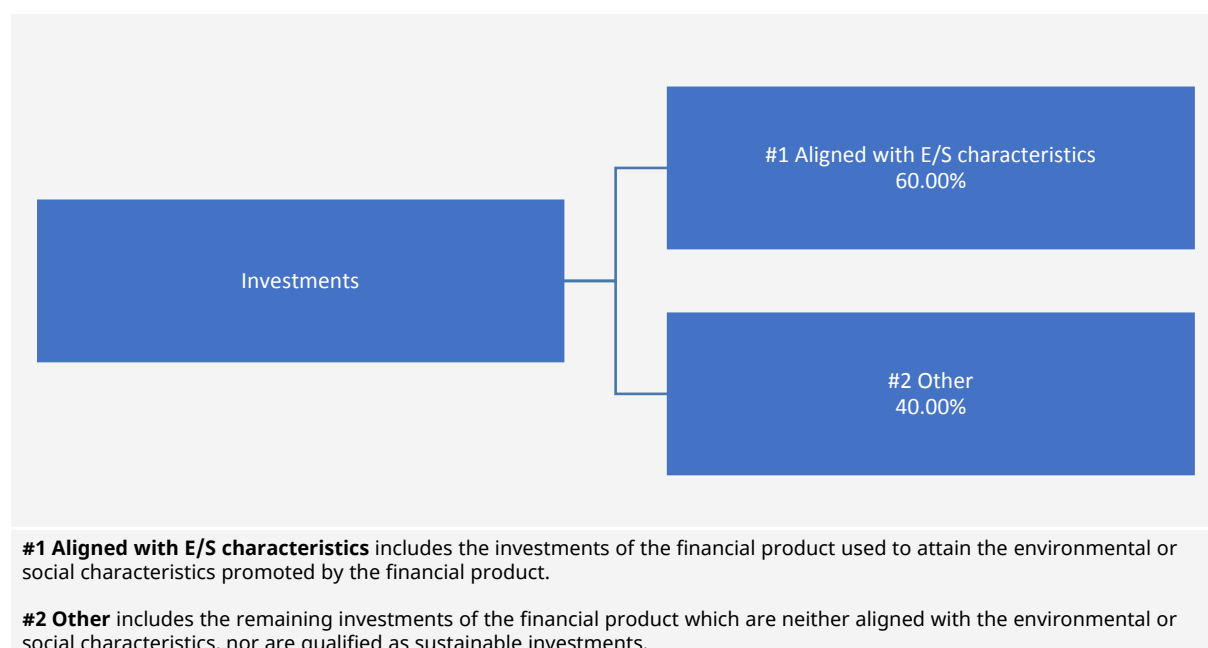 #1 Aligned with E/S characteristics
60.00%
Investments
#2 Other
40.00%
#1 Aligned with E/S characteristics includes the investments of the financial product used to attain the environmental or
social characteristics promoted by the financial product.
#2 Other includes the remaining investments of the financial product which are neither aligned with the environmental or
social characteristics, nor are qualified as sustainable investments.